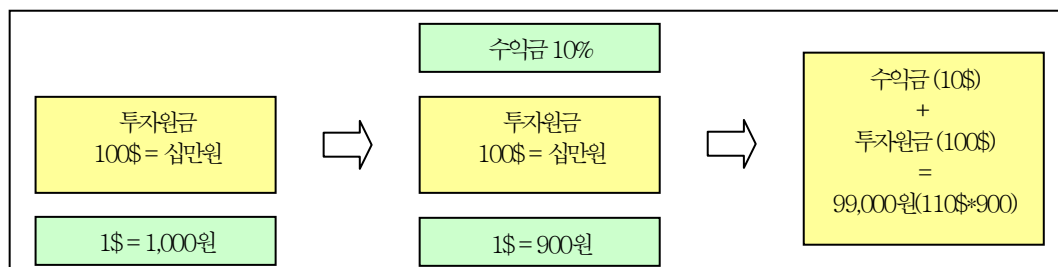 수익금 10%
투자원금
100$ = 십만원
1$ = 1,000원
투자원금
100$ = 십만원
1$ = 900원
수익금 (10$)
+
투자원금 (100$)
=
99,000원(110$*900)